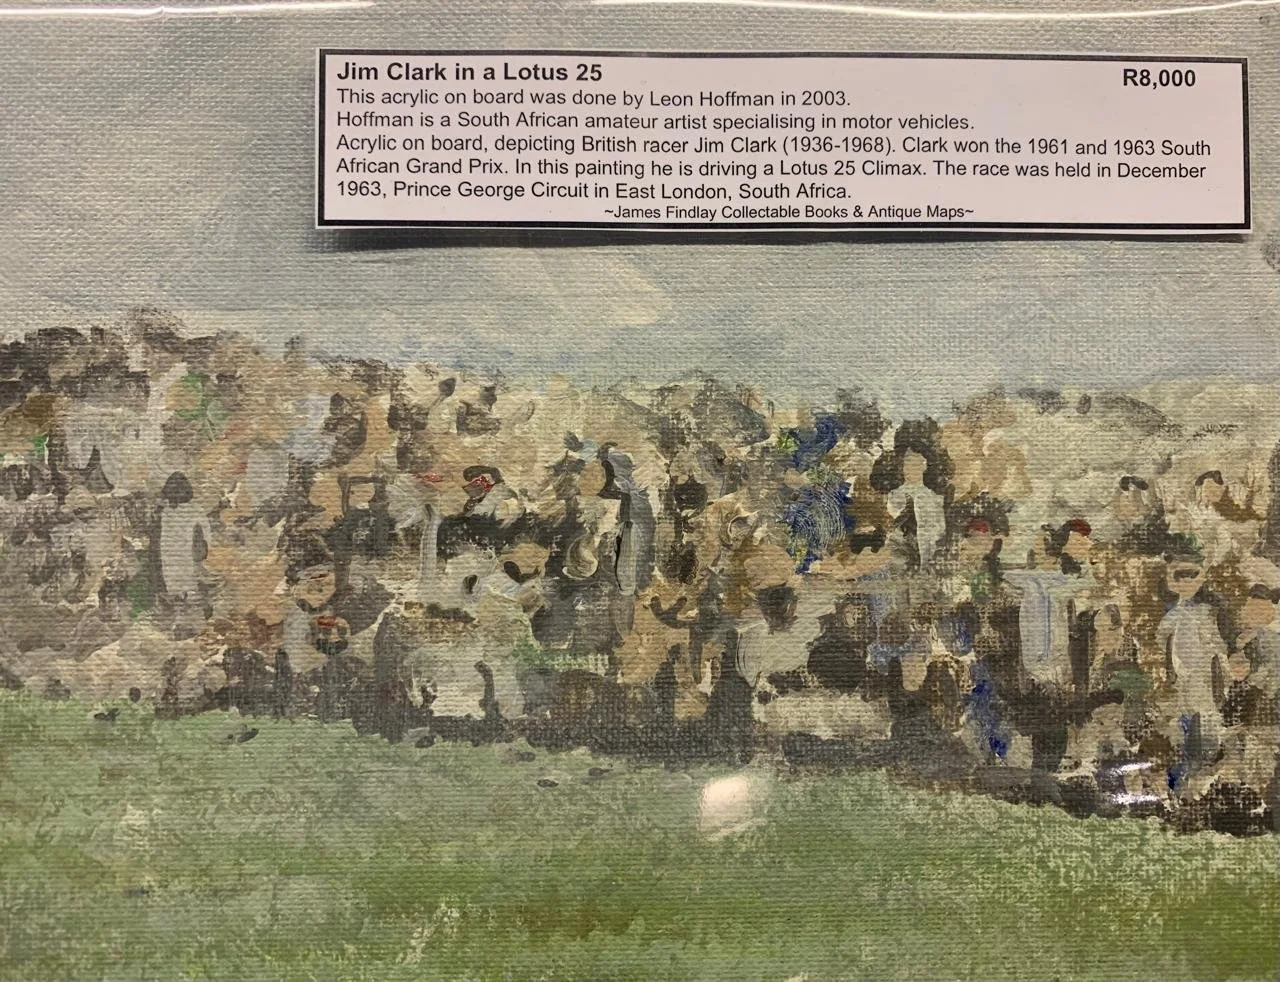 Jim Clark in a Lotus 25 R8,000
This acrylic on board was done by Leon Hoffman in 2003.
Hoffman is a South African amateur artist specialising in motor vehicles.
Acrylic on board, depicting British racer Jim Clark (1936-1968). Clark won the 1961 and 1963 South
African Grand Prix. In this painting he is driving a Lotus 25 Climax. The race was held in December
1963, Prince George Circuit in East London, South Africa.
~James Findlay Collectable Books & Antique Maps~